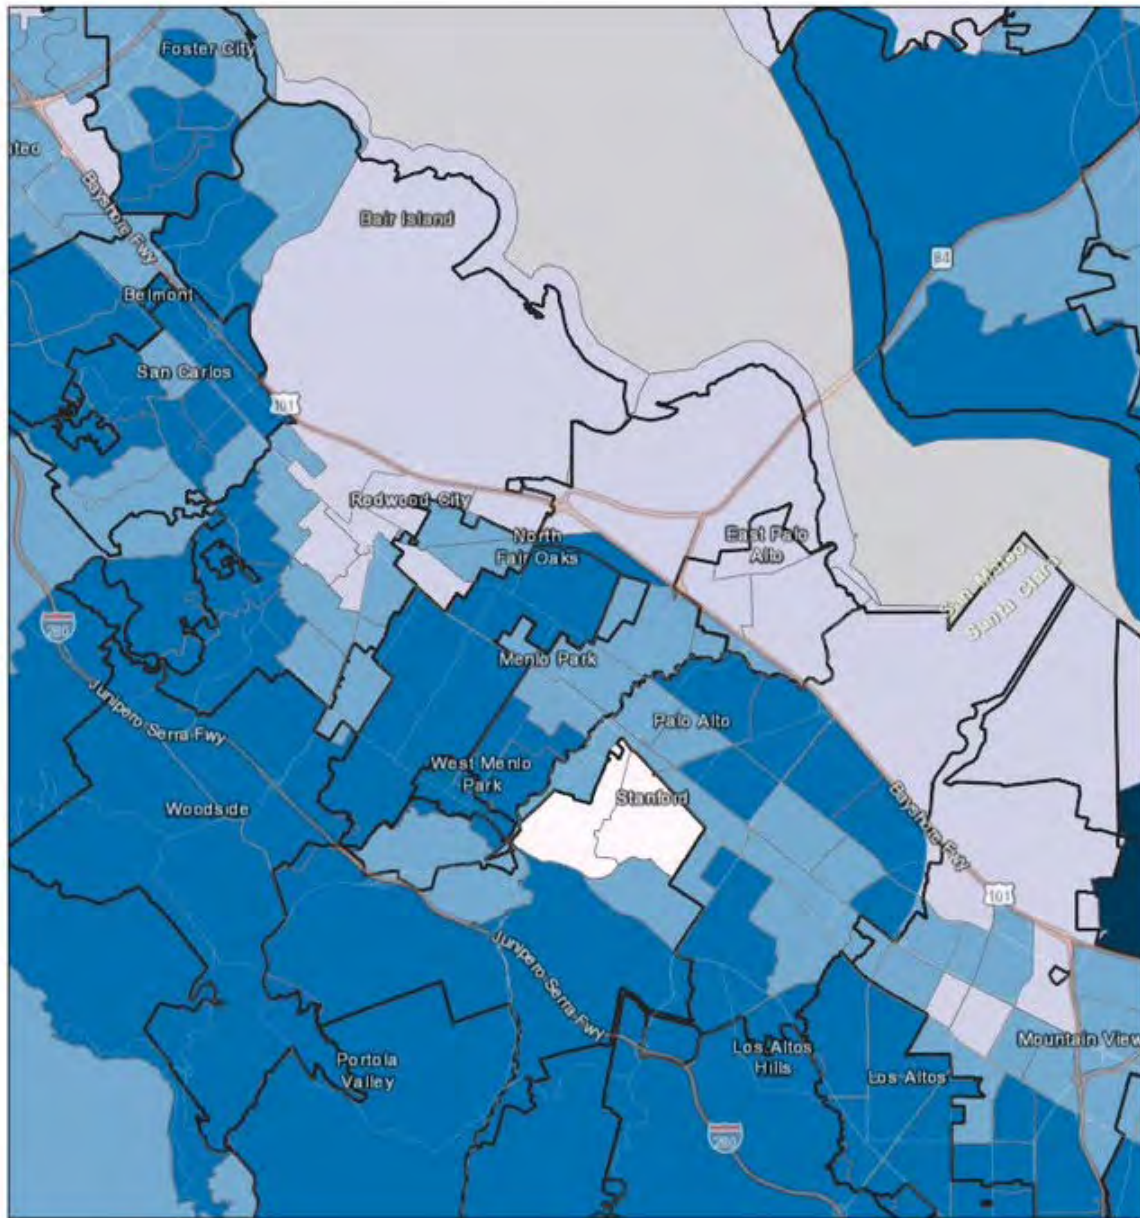 Foster City
ated
Bayshore Fwy
Bair Island
84
Belmont
San Carlos
101
Redwood City
North
Fair Oaks
East Palo
Alto
San Mateo
Santa Clara
280
Menlo Park
Junipero Serra Fwy
Palo Alto
West Menlo
Park
Stanford
Woodside
Bayshore Fwy
101
Junipero Serra Fwy
Portola
Valley
Los Altos
Hills
Los Altos
Mountain View
280